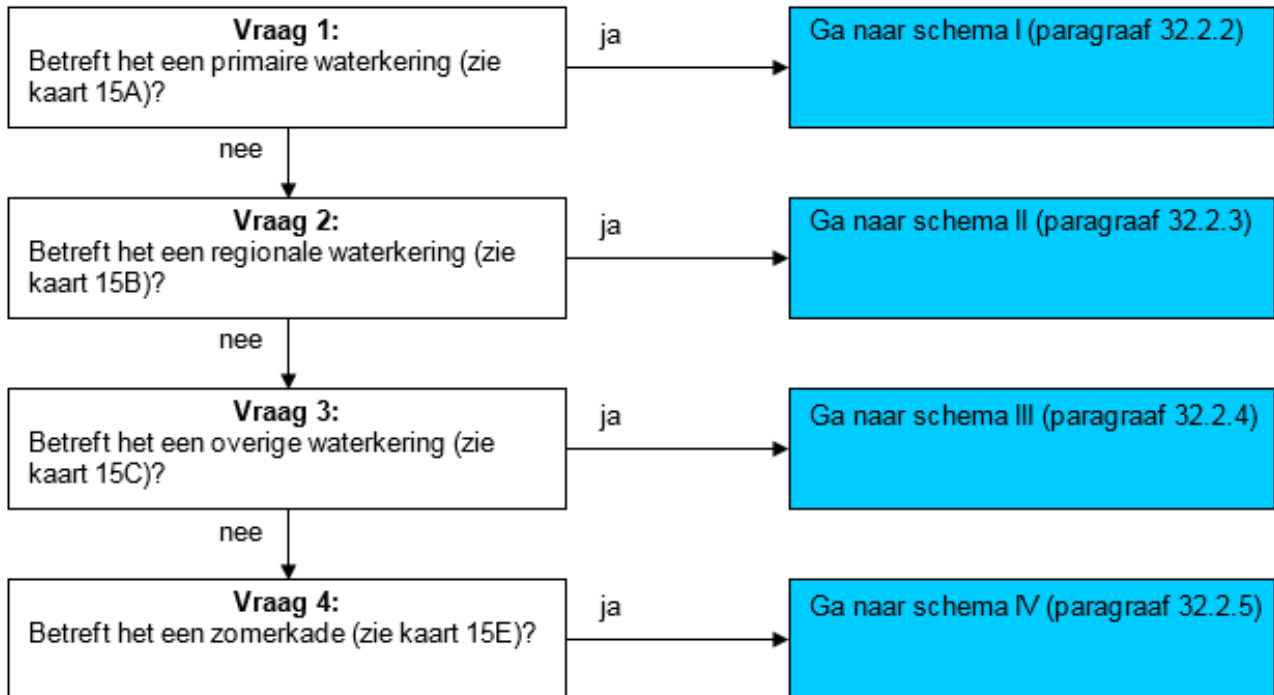 Vraag 1:
Betreft het een primaire waterkering (zie
kaart 15A)?
ja
Ga naar schema I (paragraaf 32.2.2)
nee
Vraag 2:
Betreft het een regionale waterkering (zie
kaart 15B)?
ja
Ga naar schema II (paragraaf 32.2.3)
nee
Vraag 3:
Betreft het een overige waterkering (zie
kaart 15C)?
ja
Ga naar schema III (paragraaf 32.2.4)
nee
Vraag 4:
Betreft het een zomerkade (zie kaart 15E)?
ja
Ga naar schema IV (paragraaf 32.2.5)